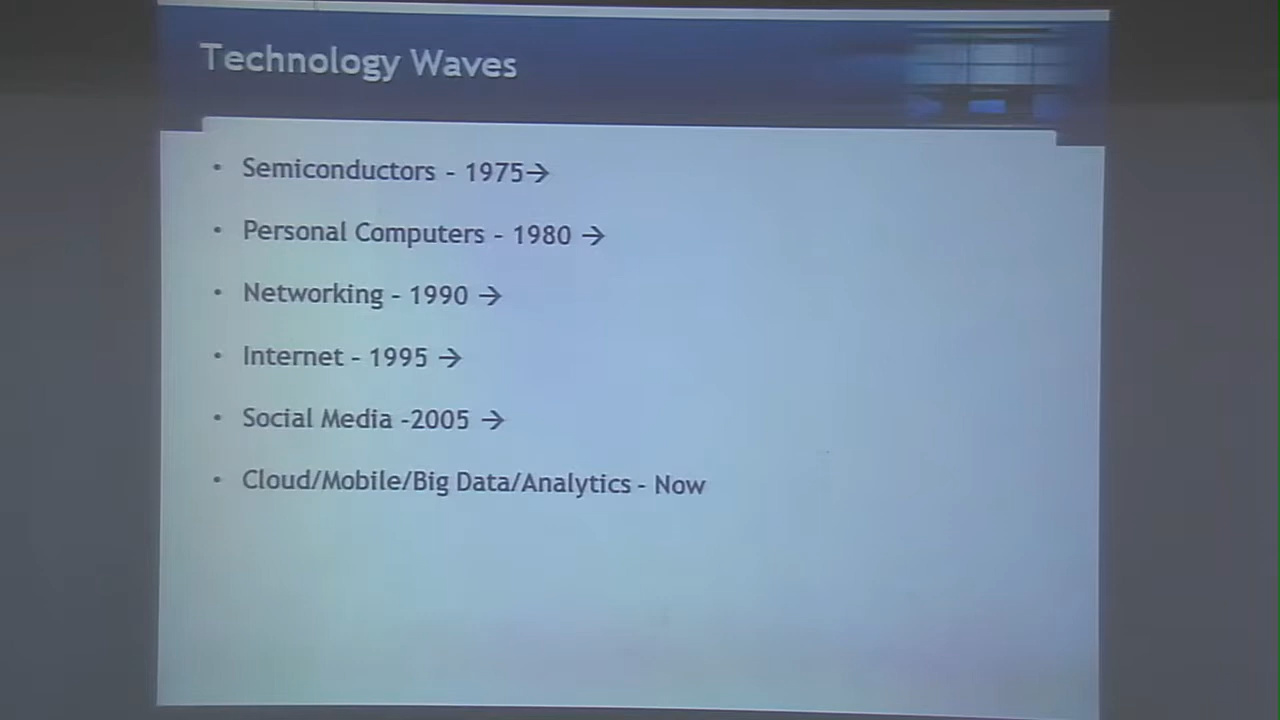 Technology Waves
• Semiconductors - 1975→
• Personal Computers - 1980 →
• Networking - 1990 →
• Internet - 1995 →
• Social Media -2005 →
• Cloud/Mobile/Big Data/Analytics - Now